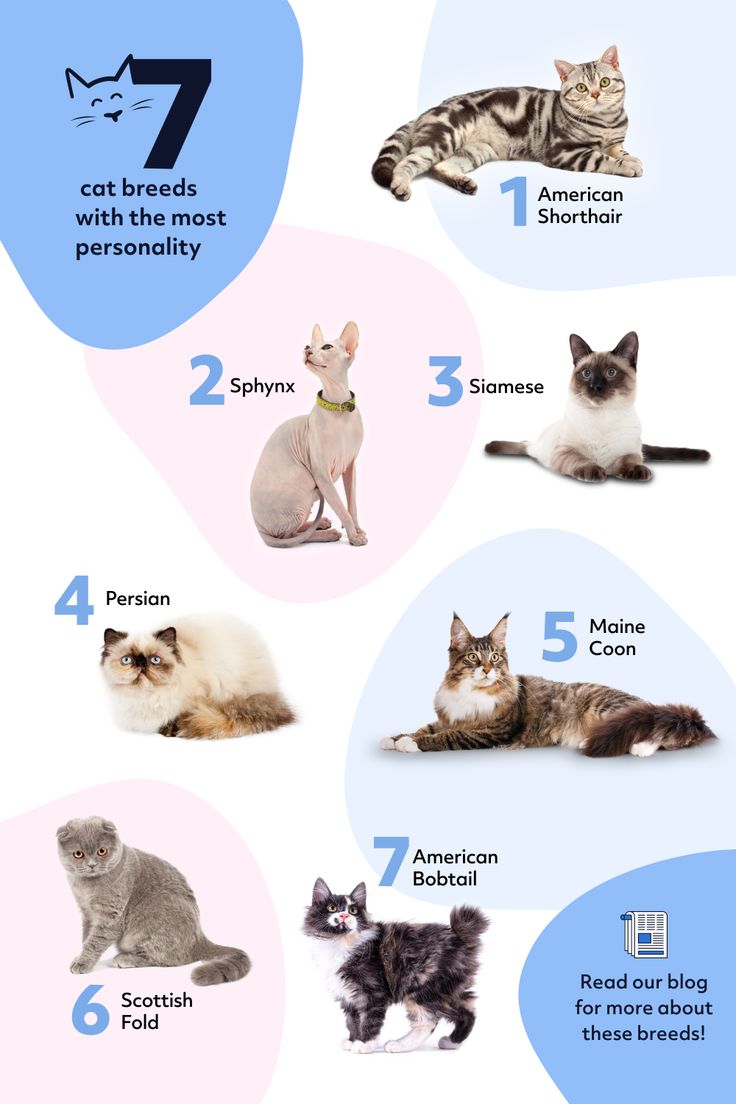 7
cat breeds
with the most
personality
1 American
Shorthair
2 Sphynx
3 Siamese
4 Persian
5 Maine
Coon
6 Scottish
Fold
7 American
Bobtail
Read our blog
for more about
these breeds!